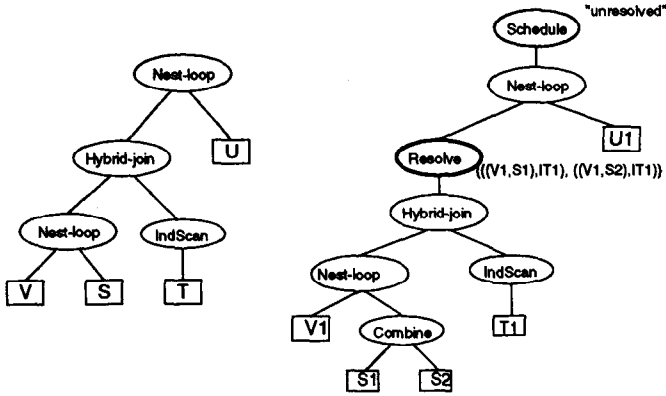 "unresolved"
Schedule
Nest-loop
Nest-loop
U1
U
Hybrid-join
Resolve
{((V1,S1),IT1), ((V1,S2),IT1)}
Hybrid-join
Nest-loop
IndScan
Nest-loop
IndScan
V
S
T
V1
Combine
T1
S1
S2